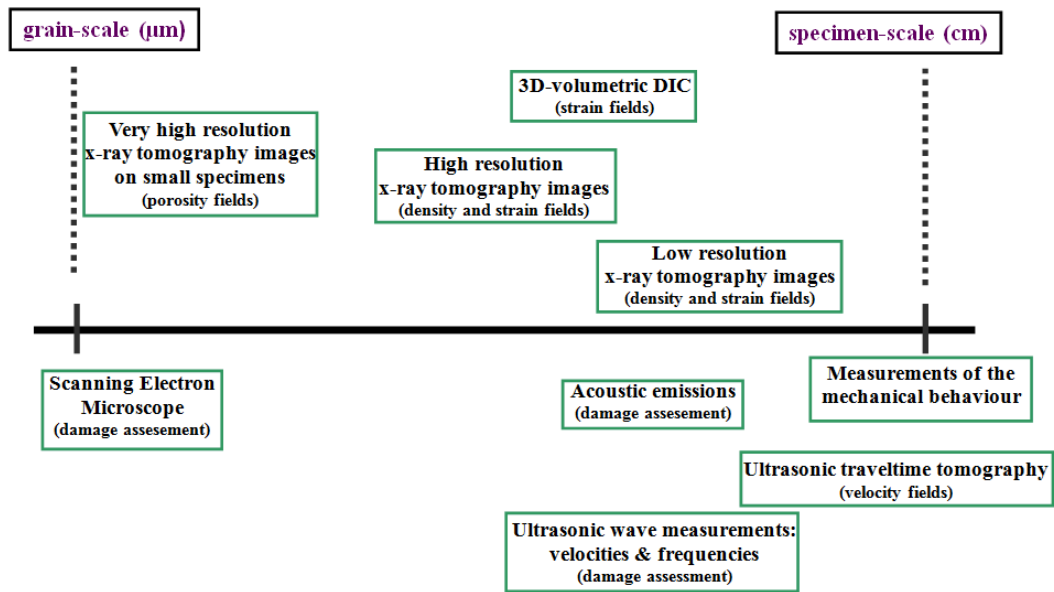 grain-scale (μm)
specimen-scale (cm)
3D-volumetric DIC
(strain fields)
Very high resolution
x-ray tomography images
on small specimens
(porosity fields)
High resolution
x-ray tomography images
(density and strain fields)
Low resolution
x-ray tomography images
(density and strain fields)
Scanning Electron
Microscope
(damage assesement)
Acoustic emissions
(damage assesement)
Measurements of the
mechanical behaviour
Ultrasonic traveltime tomography
(velocity fields)
Ultrasonic wave measurements:
velocities & frequencies
(damage assessment)